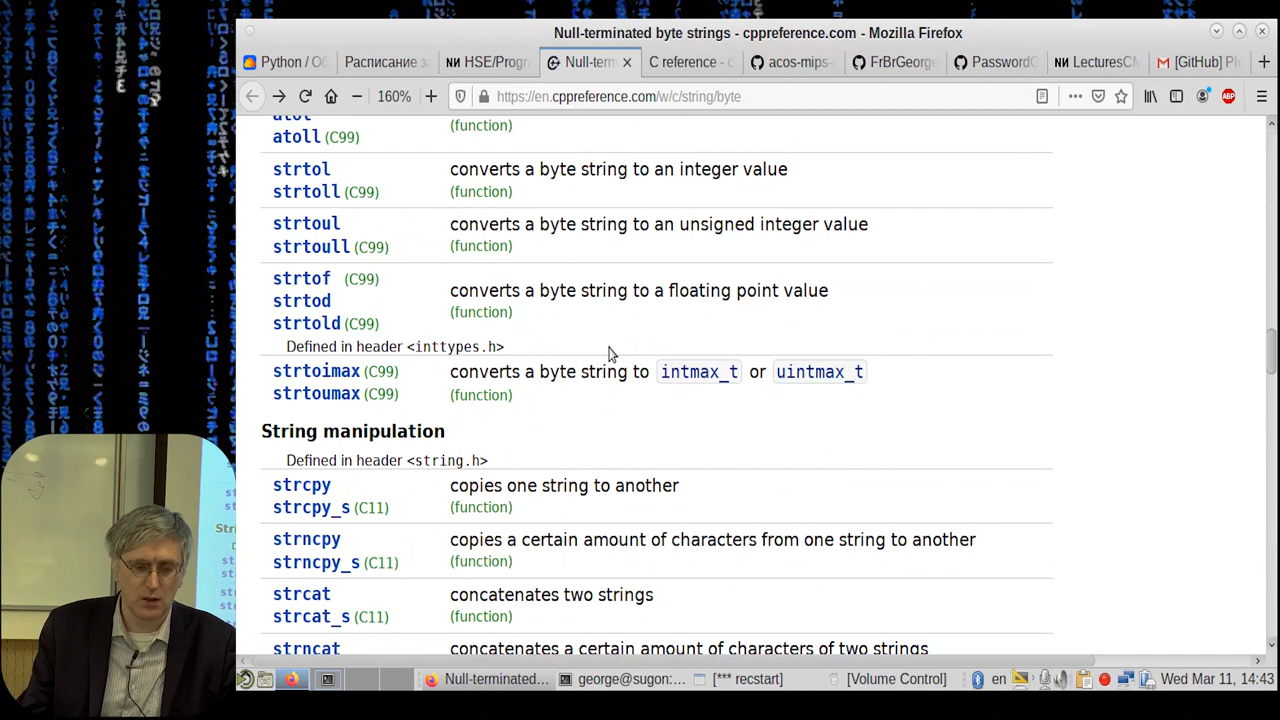 Null-terminated byte strings - cppreference.com - Mozilla Firefox
Python / Об Расписание за HSE/Progr Null-term C reference - c acos-mips- FrBrGeorge PasswordC LecturesCM [GitHub] Pl
160% https://en.cppreference.com/w/c/string/byte ABP
atol (function)
atoll (C99)
strtol converts a byte string to an integer value
strtoll (C99) (function)
strtoul converts a byte string to an unsigned integer value
strtoull (C99) (function)
strtof (C99)
strtod converts a byte string to a floating point value
strtold (C99) (function)
Defined in header <inttypes.h>
strtoimax (C99) converts a byte string to intmax_t or uintmax_t
strtoumax (C99) (function)
String manipulation
Defined in header <string.h>
strcpy copies one string to another
strcpy_s (C11) (function)
strncpy copies a certain amount of characters from one string to another
strncpy_s (C11) (function)
strcat concatenates two strings
strcat_s (C11) (function)
strncat concatenates a certain amount of characters of two strings
Null-terminated... george@sugon:... [*** recstart) [Volume Control] en Wed Mar 11, 14:43